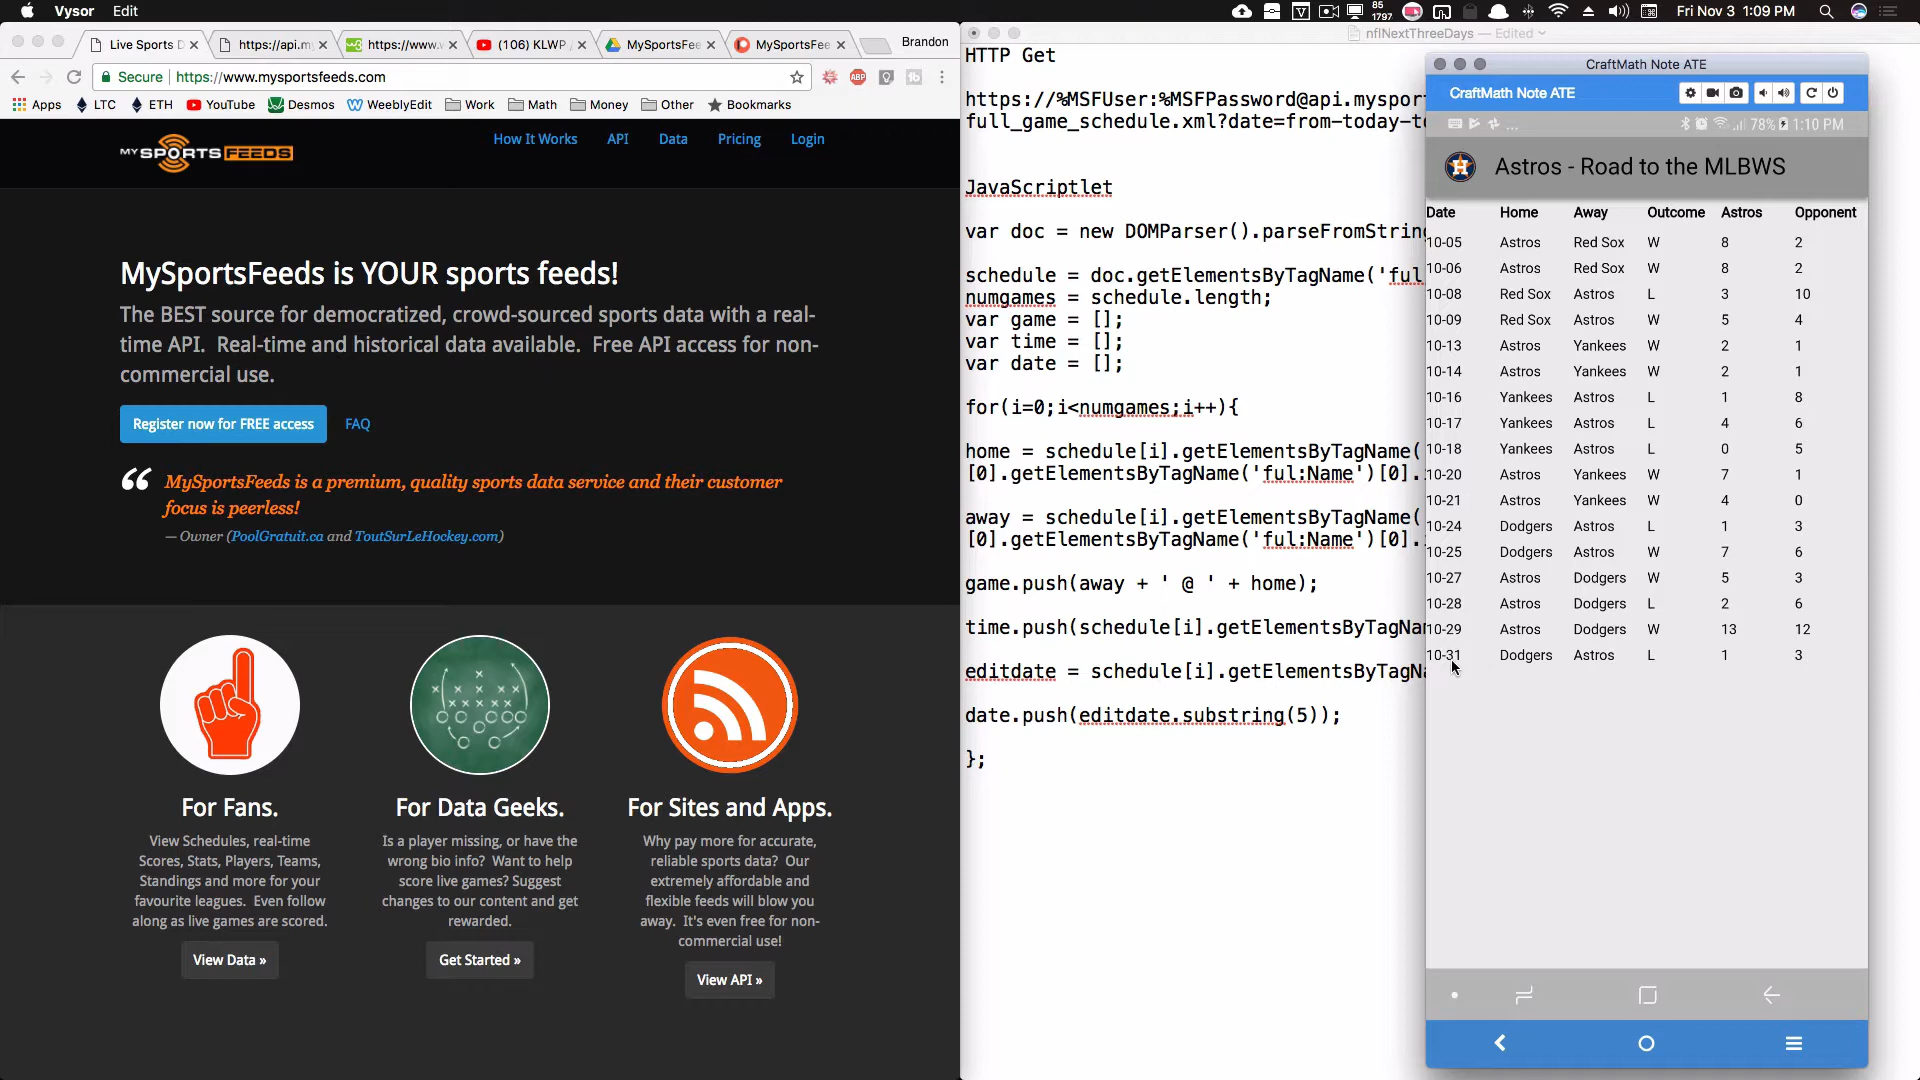 Vysor Edit
85
1797
Fri Nov 3 1:09 PM
Live Sports D
https://api.m
https://www.
(106) KLWP
MySportsFee
MySportsFee
Brandon
Secure https://www.mysportsfeeds.com
Apps LTC ETH YouTube Desmos WeeblyEdit Work Math Money Other Bookmarks
MY SPORTS FEEDS
How It Works API Data Pricing Login
MySportsFeeds is YOUR sports feeds!
The BEST source for democratized, crowd-sourced sports data with a real-
time API. Real-time and historical data available. Free API access for non-
commercial use.
Register now for FREE access FAQ
MySportsFeeds is a premium, quality sports data service and their customer
focus is peerless!
— Owner (PoolGratuit.ca and ToutSurLeHockey.com)
For Fans.
View Schedules, real-time
Scores, Stats, Players, Teams,
Standings and more for your
favourite leagues. Even follow
along as live games are scored.
View Data »
For Data Geeks.
Is a player missing, or have the
wrong bio info? Want to help
score live games? Suggest
changes to our content and get
rewarded.
Get Started »
For Sites and Apps.
Why pay more for accurate,
reliable sports data? Our
extremely affordable and
flexible feeds will blow you
away. It's even free for non-
commercial use!
View API »
nflNextThreeDays — Edited
HTTP Get
https://%MSFUser:%MSFPassword@api.mysport
full_game_schedule.xml?date=from-today-t
JavaScriptlet
var doc = new DOMParser().parseFromString
schedule = doc.getElementsByTagName('ful
numgames = schedule.length;
var game = [];
var time = [];
var date = [];
for(i=0;i<numgames;i++){
home = schedule[i].getElementsByTagName(
[0].getElementsByTagName('ful:Name')[0].
away = schedule[i].getElementsByTagName(
[0].getElementsByTagName('ful:Name')[0].
game.push(away + ' @ ' + home);
time.push(schedule[i].getElementsByTagNam
editdate = schedule[i].getElementsByTagNa
date.push(editdate.substring(5));
};
CraftMath Note ATE
CraftMath Note ATE
... 78% 1:10 PM
Astros - Road to the MLBWS
Date Home Away Outcome Astros Opponent
10-05 Astros Red Sox W 8 2
10-06 Astros Red Sox W 8 2
10-08 Red Sox Astros L 3 10
10-09 Red Sox Astros W 5 4
10-13 Astros Yankees W 2 1
10-14 Astros Yankees W 2 1
10-16 Yankees Astros L 1 8
10-17 Yankees Astros L 4 6
10-18 Yankees Astros L 0 5
10-20 Astros Yankees W 7 1
10-21 Astros Yankees W 4 0
10-24 Dodgers Astros L 1 3
10-25 Dodgers Astros W 7 6
10-27 Astros Dodgers W 5 3
10-28 Astros Dodgers L 2 6
10-29 Astros Dodgers W 13 12
10-31 Dodgers Astros L 1 3